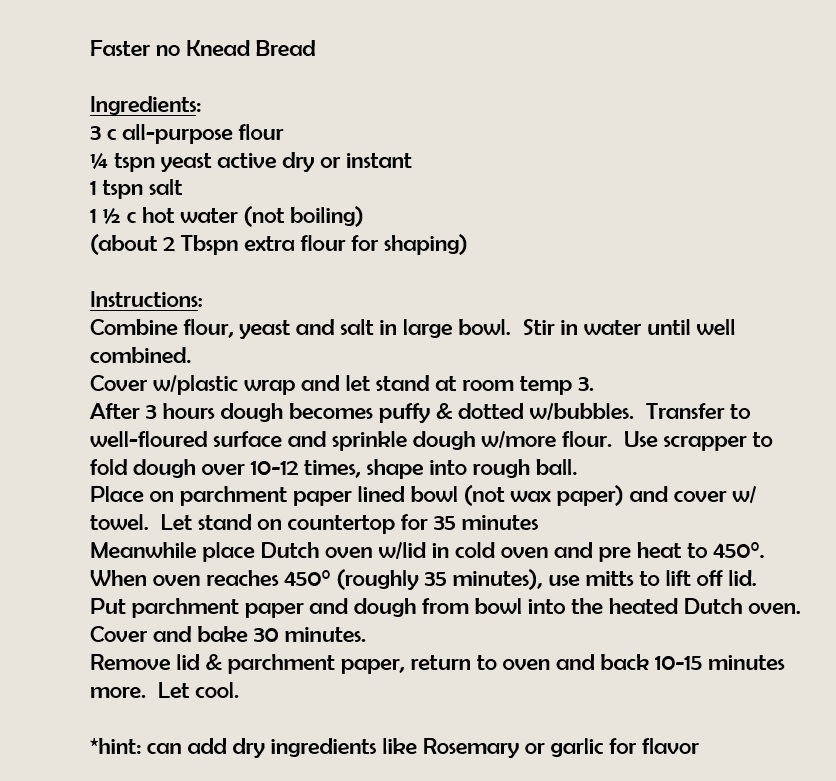 Faster no Knead Bread
Ingredients:
3 c all-purpose flour
¼ tspn yeast active dry or instant
1 tspn salt
1 ½ c hot water (not boiling)
(about 2 Tbspn extra flour for shaping)
Instructions:
Combine flour, yeast and salt in large bowl.  Stir in water until well
combined.
Cover w/plastic wrap and let stand at room temp 3.
After 3 hours dough becomes puffy & dotted w/bubbles.  Transfer to
well-floured surface and sprinkle dough w/more flour.  Use scrapper to
fold dough over 10-12 times, shape into rough ball.
Place on parchment paper lined bowl (not wax paper) and cover w/
towel.  Let stand on countertop for 35 minutes
Meanwhile place Dutch oven w/lid in cold oven and pre heat to 450°.
When oven reaches 450° (roughly 35 minutes), use mitts to lift off lid.
Put parchment paper and dough from bowl into the heated Dutch oven.
Cover and bake 30 minutes.
Remove lid & parchment paper, return to oven and back 10-15 minutes
more.  Let cool.
*hint: can add dry ingredients like Rosemary or garlic for flavor